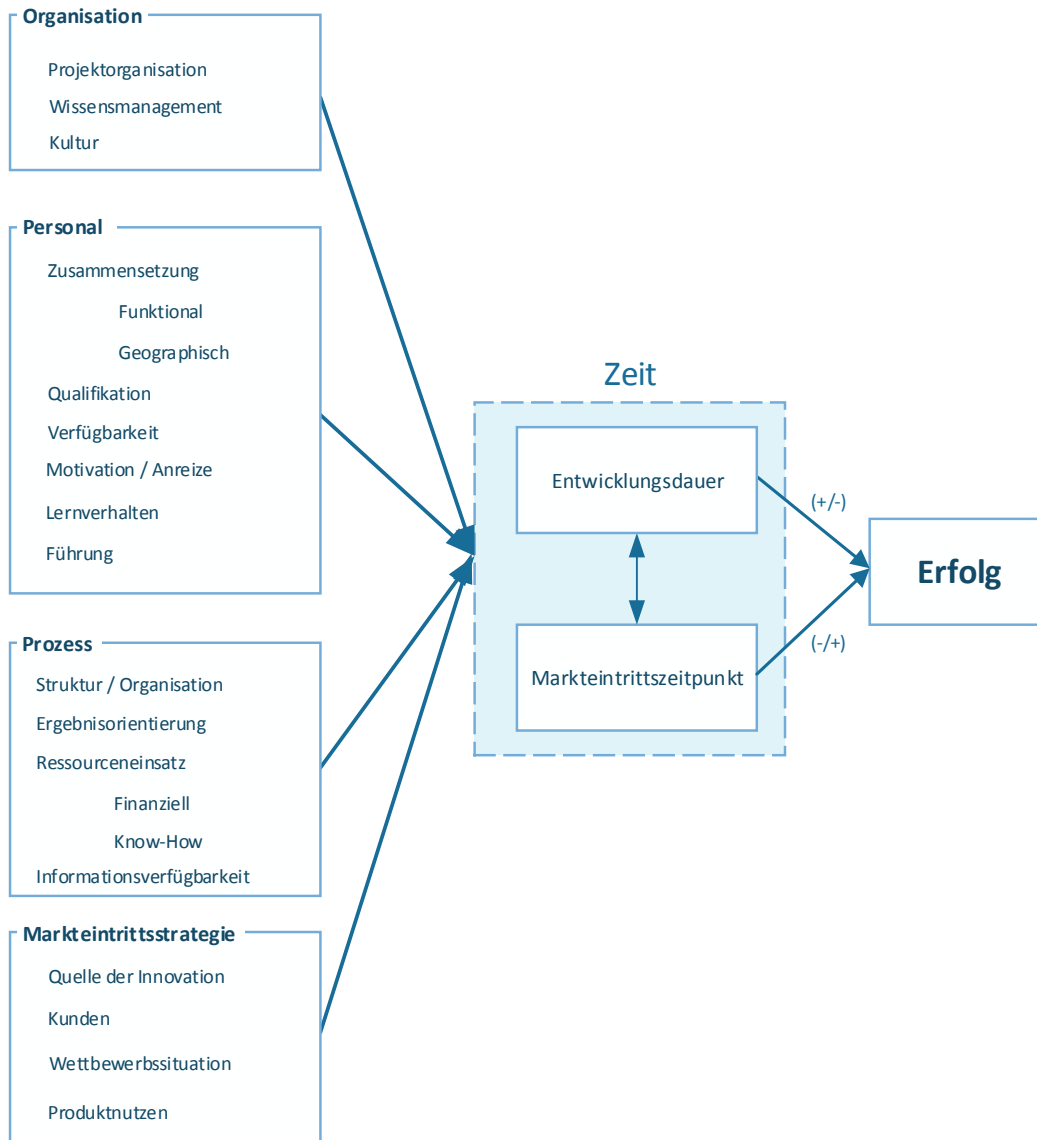 Organisation
Projektorganisation
Wissensmanagement
Kultur
Personal
Zusammensetzung
Funktional
Geographisch
Qualifikation
Verfügbarkeit
Motivation / Anreize
Lernverhalten
Führung
Prozess
Struktur / Organisation
Ergebnisorientierung
Ressourceneinsatz
Finanziell
Know-How
Informationsverfügbarkeit
Markteintrittsstrategie
Quelle der Innovation
Kunden
Wettbewerbssituation
Produktnutzen
Zeit
Entwicklungsdauer
Markteintrittszeitpunkt
(+/-)
(-/+)
Erfolg